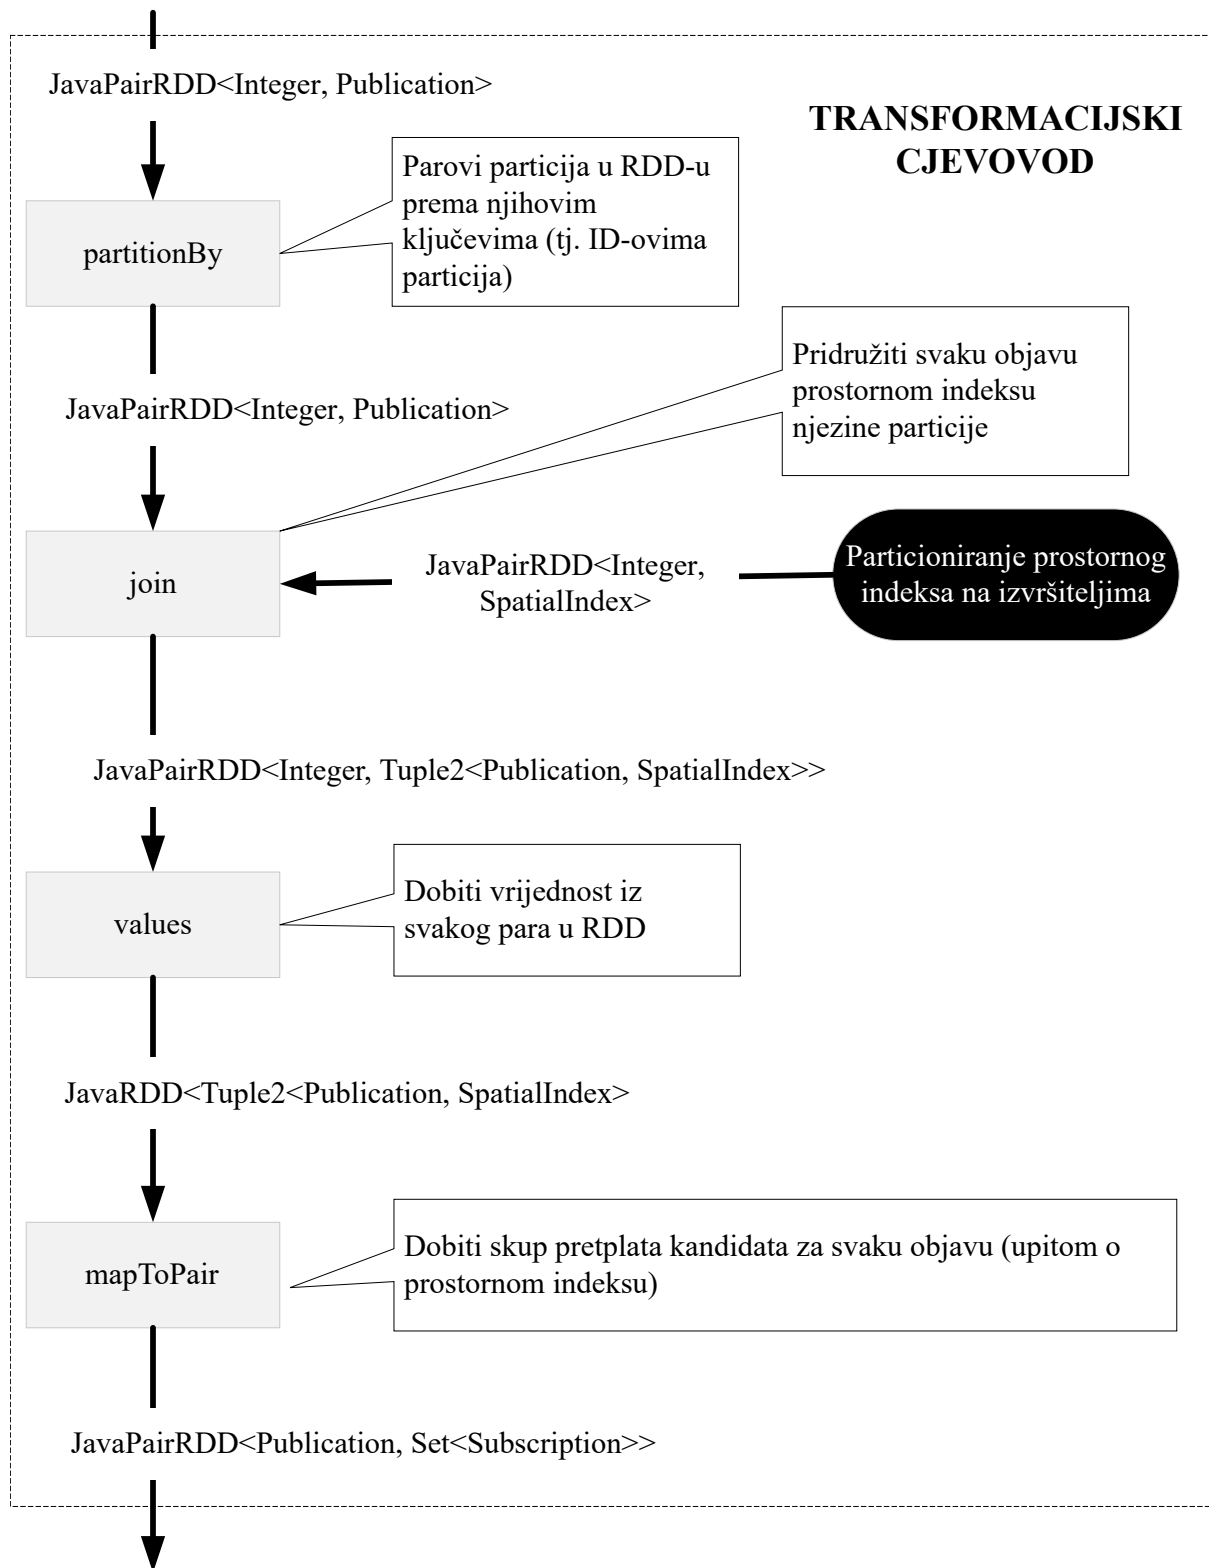 JavaPairRDD<Integer, Publication>
TRANSFORMACIJSKI
CJEVOVOD
Parovi particija u RDD-u
prema njihovim
ključevima (tj. ID-ovima
particija)
partitionBy
Pridružiti svaku objavu
prostornom indeksu
njezine particije
JavaPairRDD<Integer, Publication>
join
JavaPairRDD<Integer,
SpatialIndex>
Particioniranje prostornog
indeksa na izvršiteljima
JavaPairRDD<Integer, Tuple2<Publication, SpatialIndex>>
values
Dobiti vrijednost iz
svakog para u RDD
JavaRDD<Tuple2<Publication, SpatialIndex>
mapToPair
Dobiti skup pretplata kandidata za svaku objavu (upitom o
prostornom indeksu)
JavaPairRDD<Publication, Set<Subscription>>